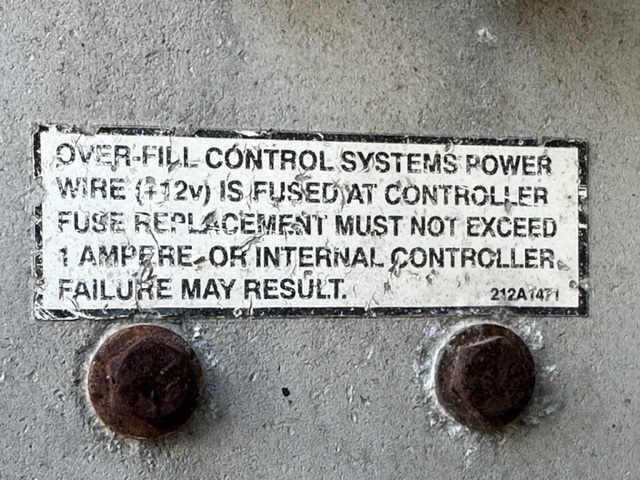 OVER-FILL CONTROL SYSTEMS POWER
WIRE (+12v) IS FUSED AT CONTROLLER
FUSE REPLACEMENT MUST NOT EXCEED
1 AMPERE OR INTERNAL CONTROLLER
FAILURE MAY RESULT.
212A1471